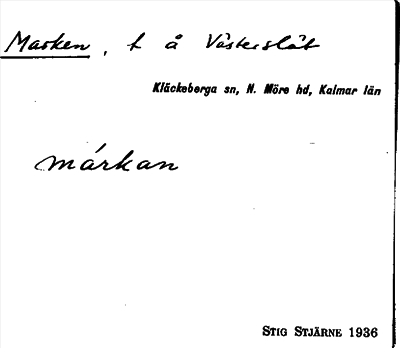 Marken, t å Västerslät
Kläckeberga sn, N. Möre hd, Kalmar län
márkan
STIG STJÄRNE 1936